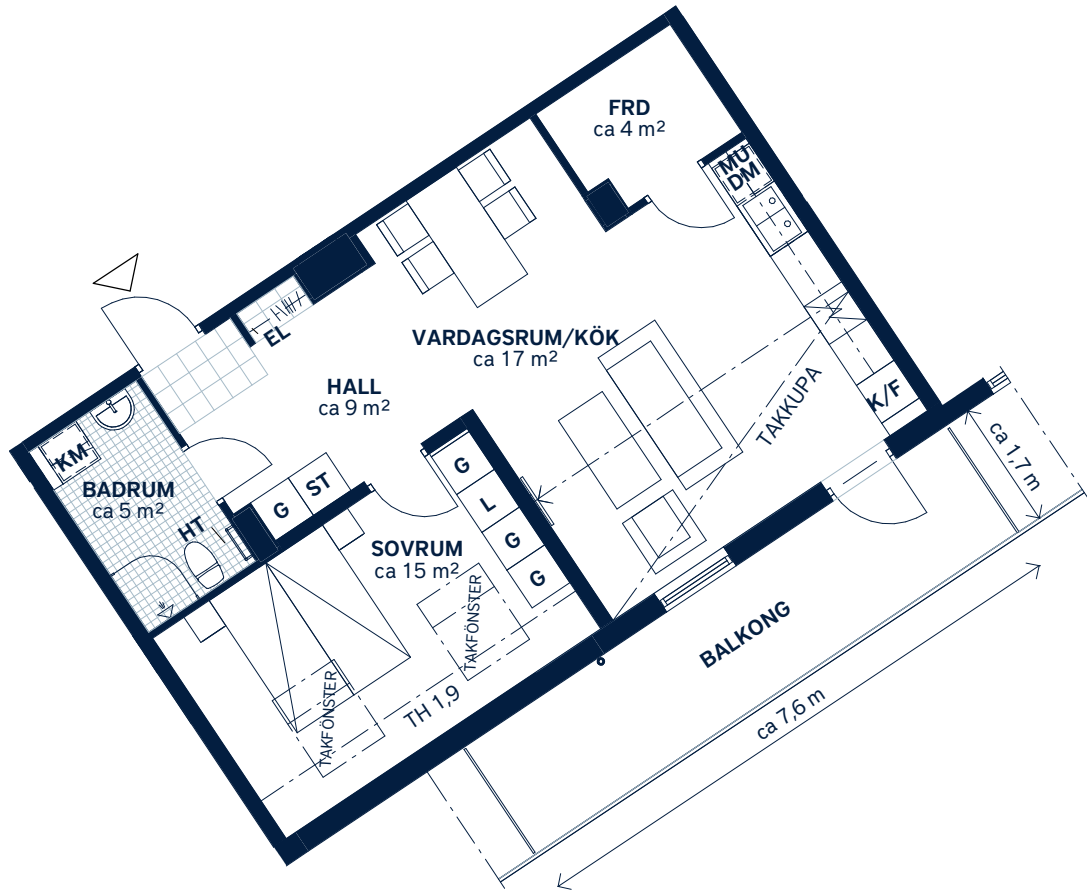 FRD
ca 4 m²
MU
DM
EL
VARDAGSRUM/KÖK
ca 17 m²
HALL
ca 9 m²
TAKKUPA
K/F
ca 1,7 m
KM
BADRUM
ca 5 m²
HT
G
ST
G
L
G
G
SOVRUM
ca 15 m²
TAKFÖNSTER
TAKFÖNSTER
TH 1,9
BALKONG
ca 7,6 m